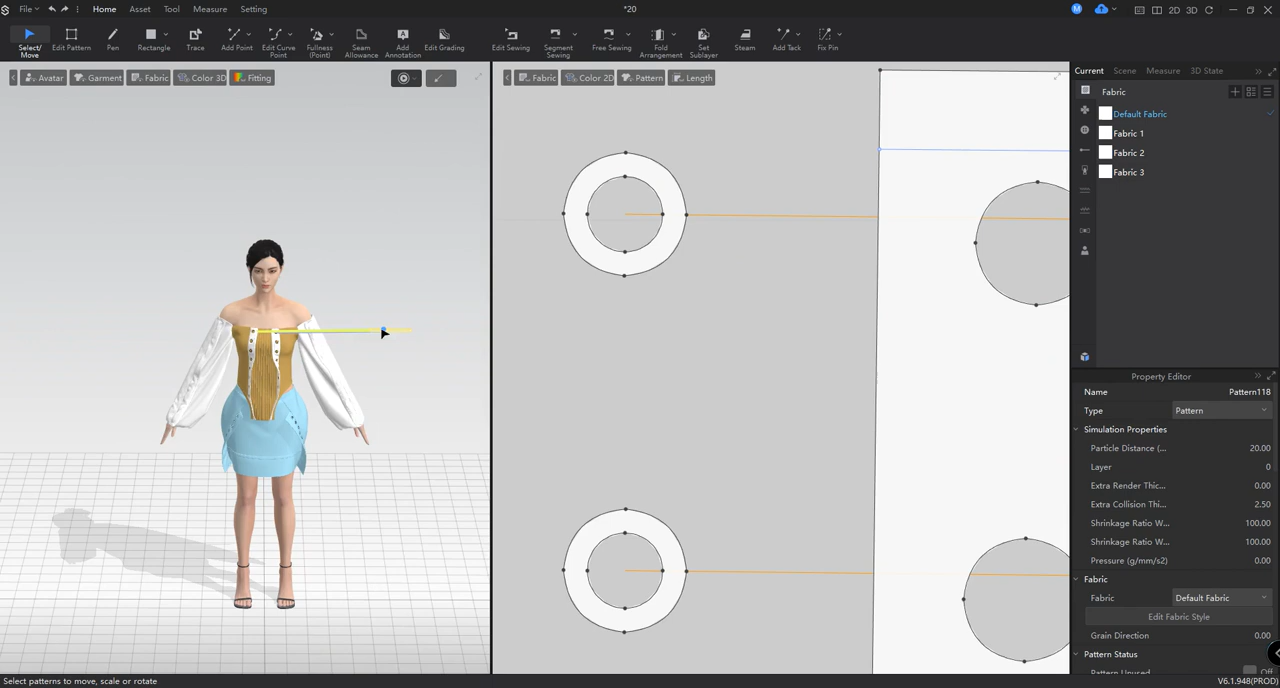 File
Home
Asset
Tool
Measure
Setting
*20
M
2D
3D
Select/
Move
Edit Pattern
Pen
Rectangle
Trace
Add Point
Edit Curve
Point
Fullness
(Point)
Seam
Allowance
Add
Annotation
Edit Grading
Edit Sewing
Segment
Sewing
Free Sewing
Fold
Arrangement
Set
Sublayer
Steam
Add Tack
Fix Pin
Avatar
Garment
Fabric
Color 3D
Fitting
Fabric
Color 2D
Pattern
Length
Current
Scene
Measure
3D State
Fabric
Default Fabric
Fabric 1
Fabric 2
Fabric 3
Property Editor
Name Pattern118
Type Pattern
Simulation Properties
Particle Distance (... 20.00
Layer 0
Extra Render Thic... 0.00
Extra Collision Thi... 2.50
Shrinkage Ratio W... 100.00
Shrinkage Ratio W... 100.00
Pressure (g/mm/s2) 0.00
Fabric
Fabric Default Fabric
Edit Fabric Style
Grain Direction 0.00
Pattern Status
Pattern Unused Off
Select patterns to move, scale or rotate
V6.1.948(PROD)